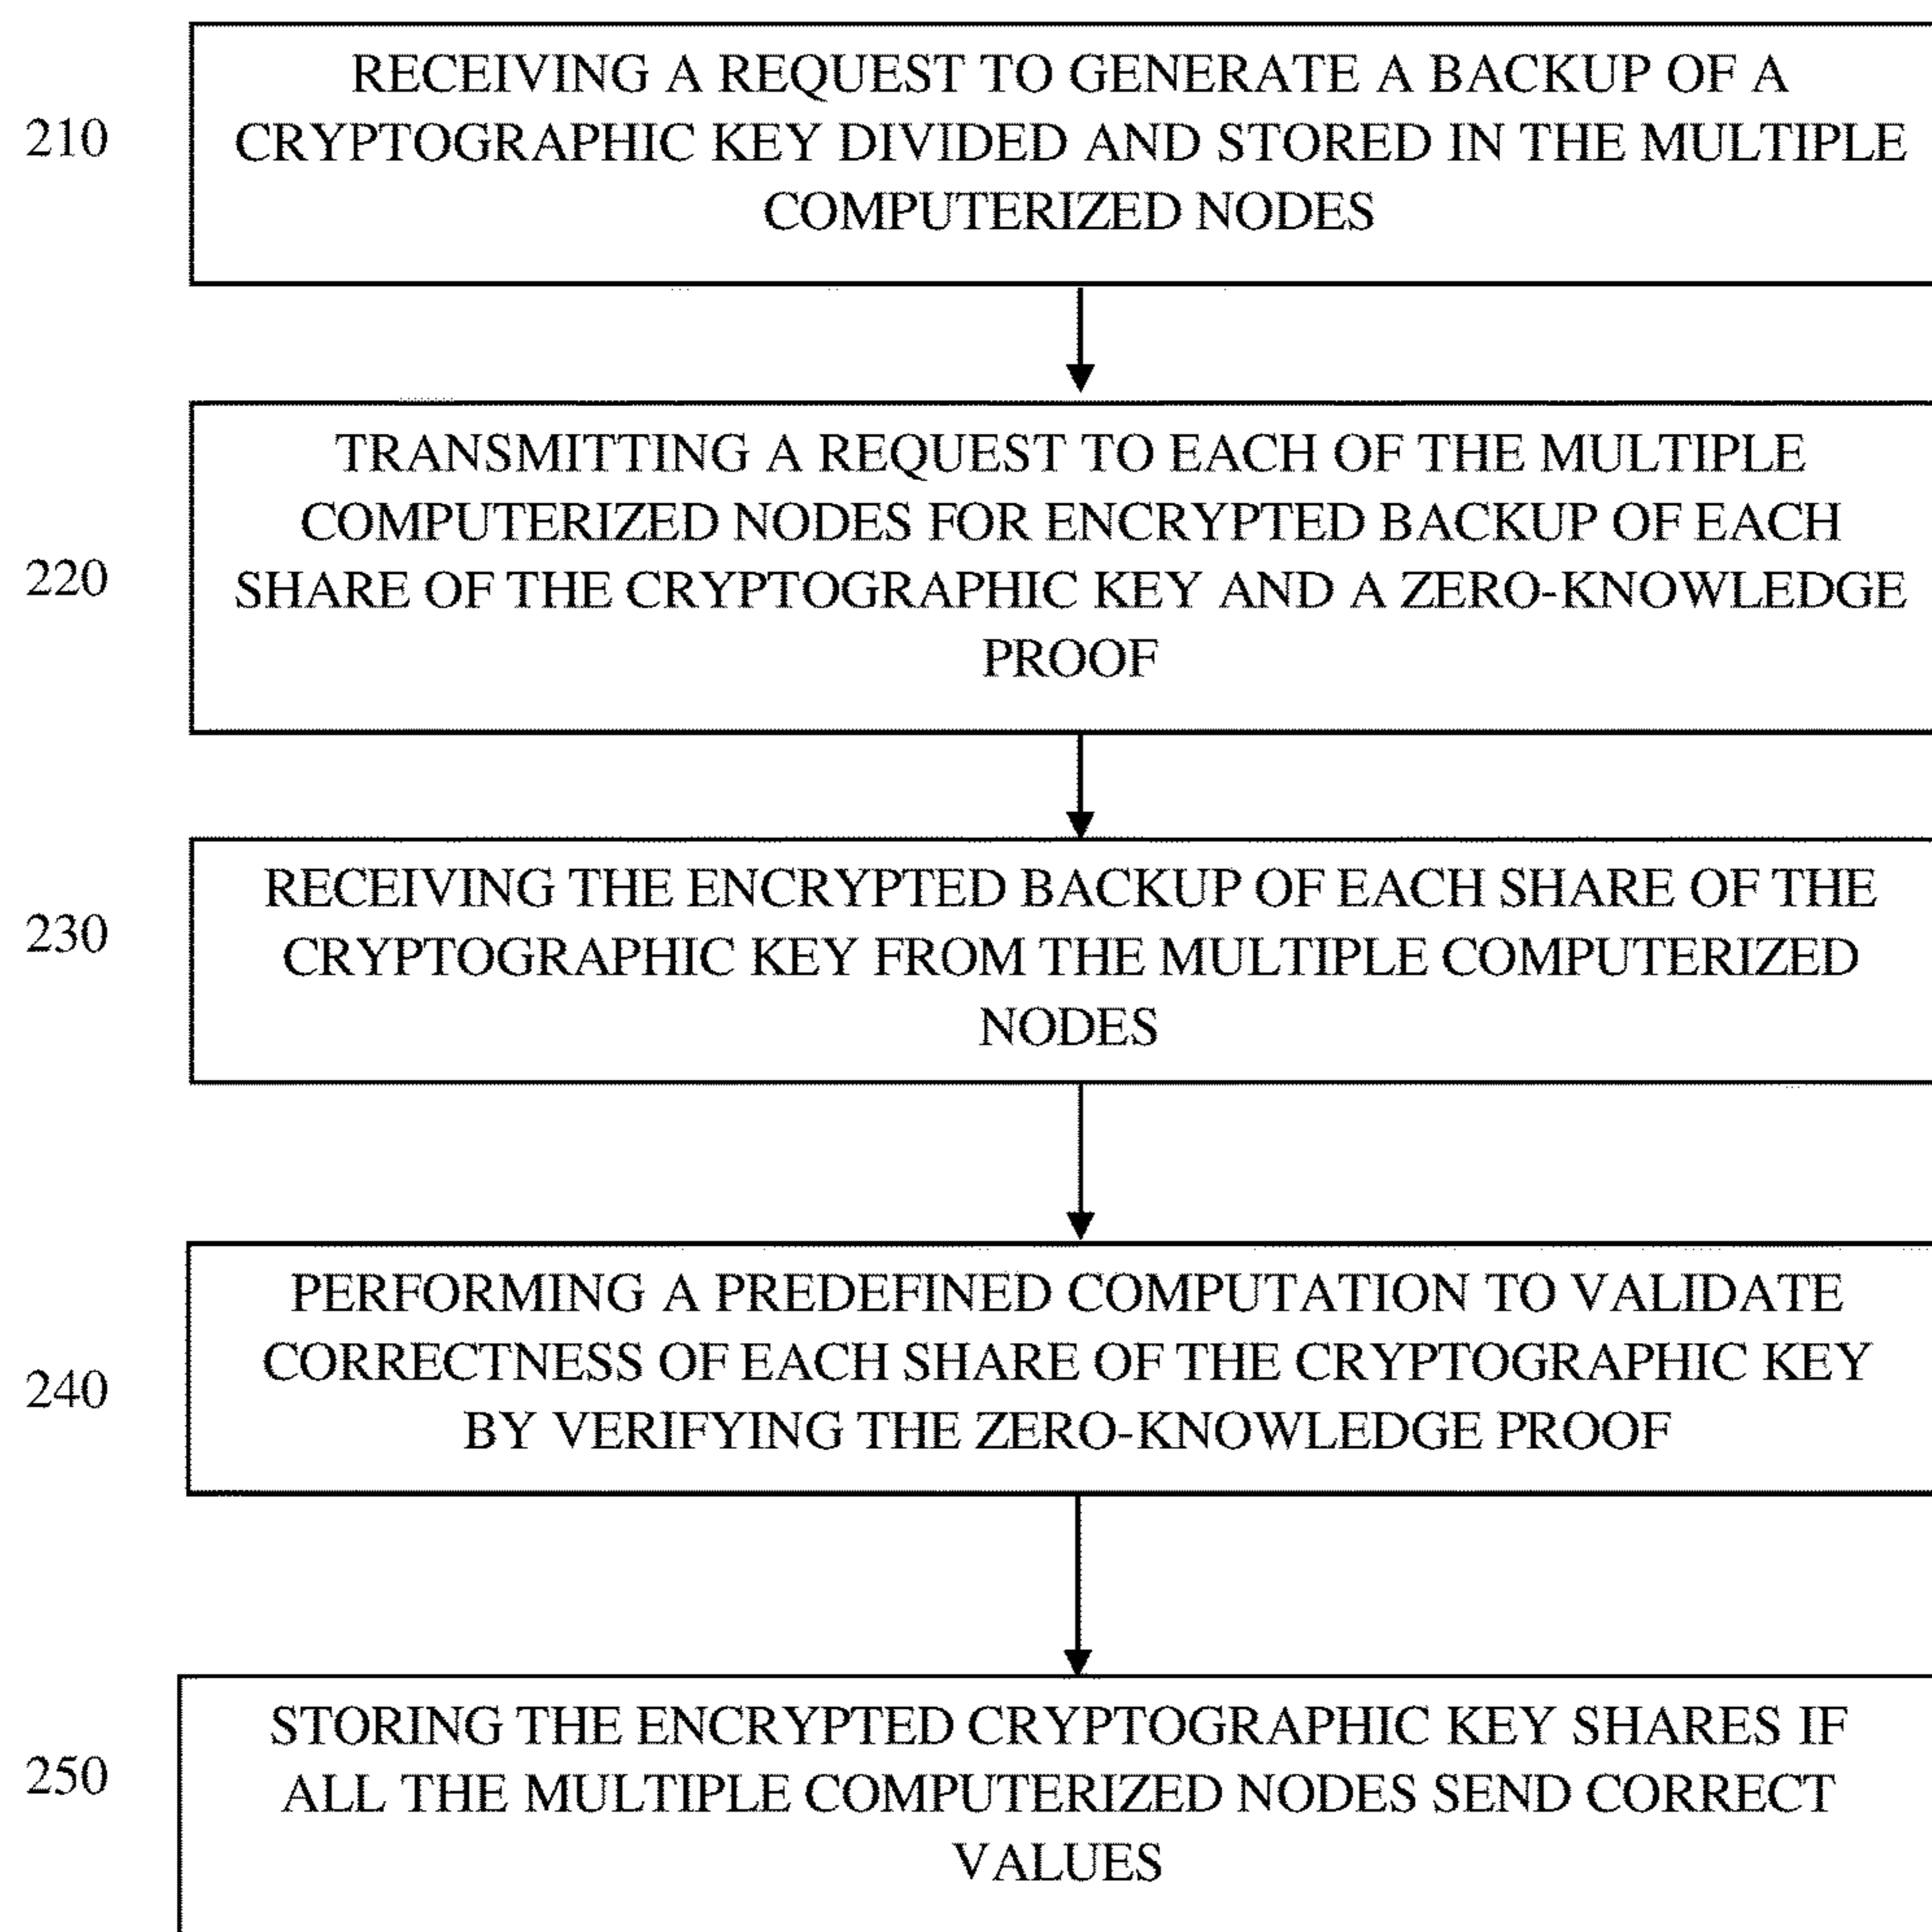 RECEIVING A REQUEST TO GENERATE A BACKUP OF A
210
CRYPTOGRAPHIC KEY DIVIDED AND STORED IN THE MULTIPLE
COMPUTERIZED NODES
TRANSMITTING A REQUEST TO EACH OF THE MULTIPLE
COMPUTERIZED NODES FOR ENCRYPTED BACKUP OF EACH
220
SHARE OF THE CRYPTOGRAPHIC KEY AND A ZERO-KNOWLEDGE
PROOF
RECEIVING THE ENCRYPTED BACKUP OF EACH SHARE OF THE
230
CRYPTOGRAPHIC KEY FROM THE MULTIPLE COMPUTERIZED
NODES
PERFORMING A PREDEFINED COMPUTATION TO VALIDATE
CORRECTNESS OF EACH SHARE OF THE CRYPTOGRAPHIC KEY
240
BY VERIFYING THE ZERO-KNOWLEDGE PROOF
STORING THE ENCRYPTED CRYPTOGRAPHIC KEY SHARES IF
250
ALL THE MULTIPLE COMPUTERIZED NODES SEND CORRECT
VALUES